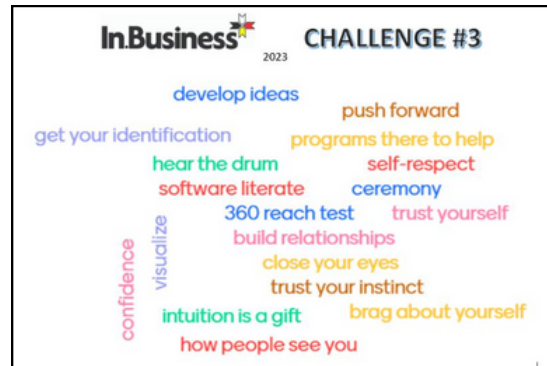 In.Business
2023
CHALLENGE #3
develop ideas
push forward
get your identification
programs there to help
hear the drum
self-respect
software literate
ceremony
360 reach test
trust yourself
build relationships
confidence
visualize
close your eyes
trust your instinct
intuition is a gift
brag about yourself
how people see you